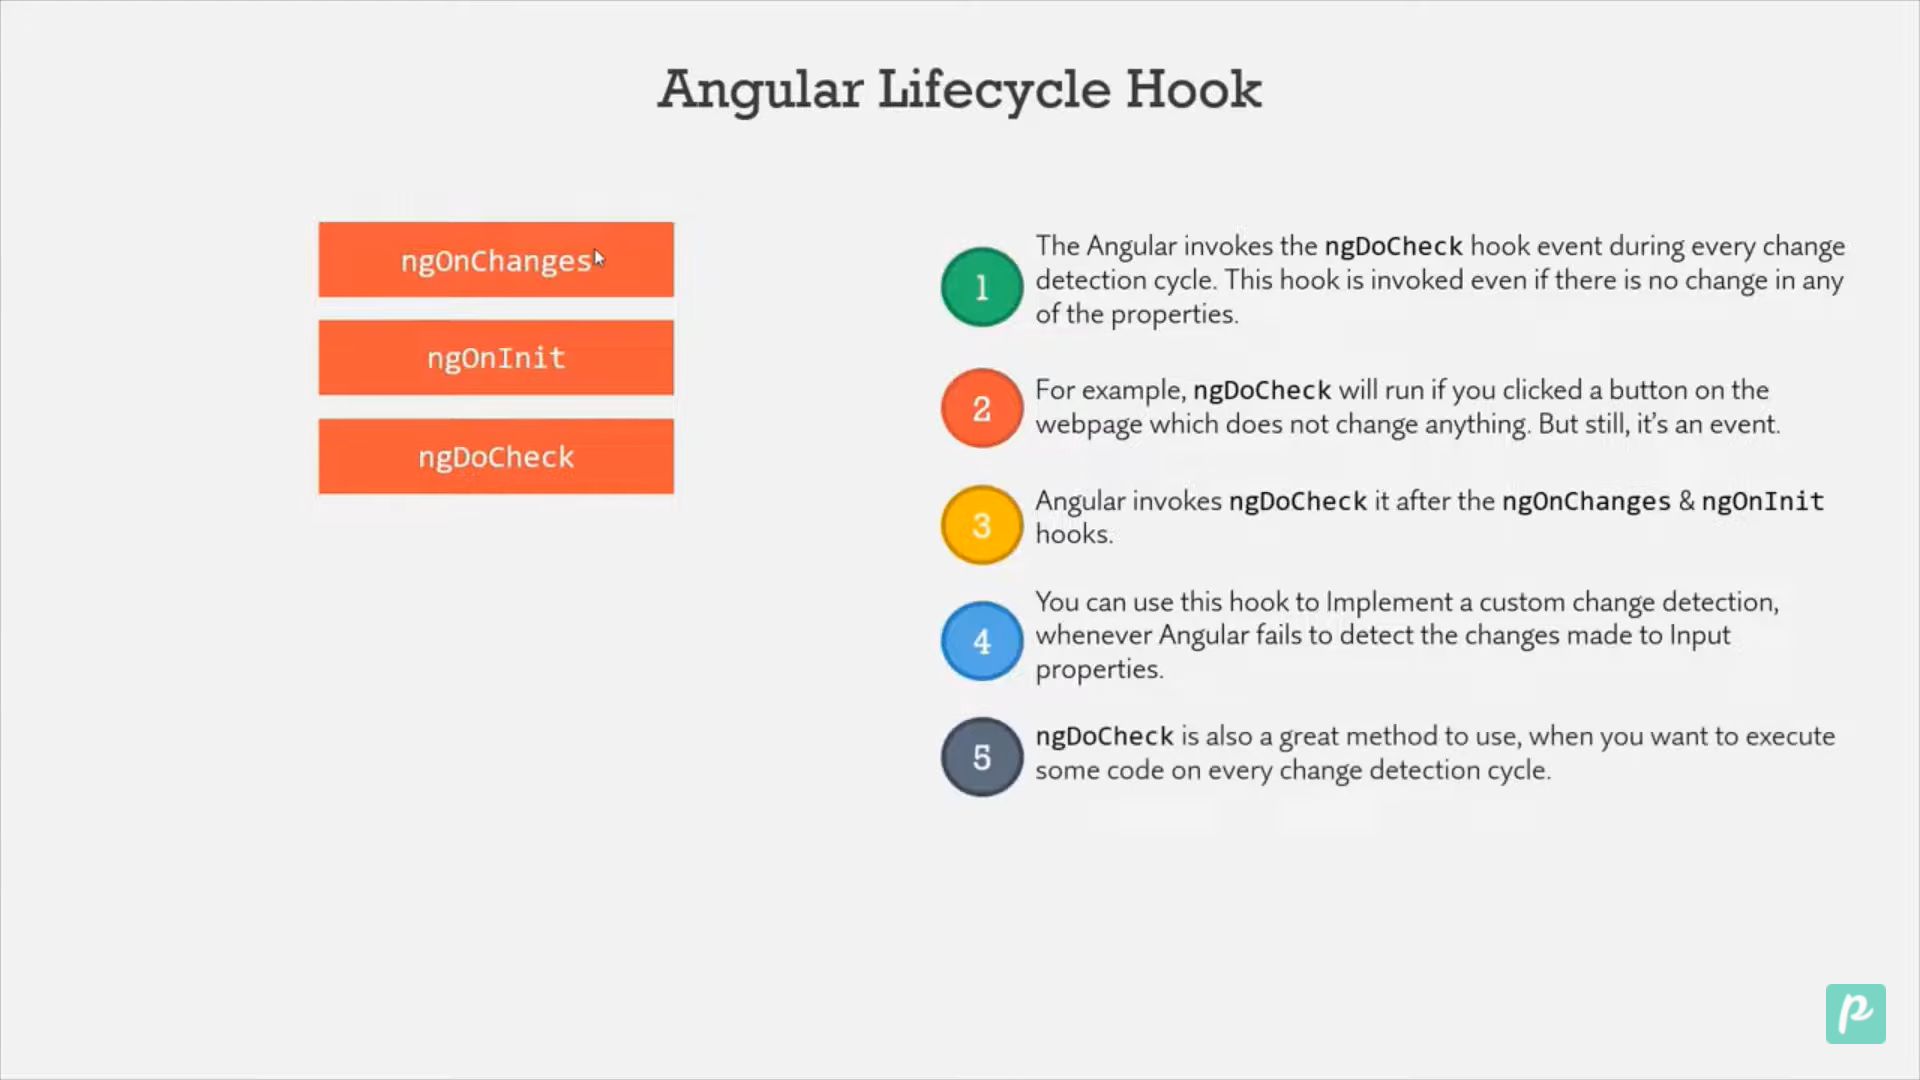 Angular Lifecycle Hook
ngOnChanges
ngOnInit
ngDoCheck
1
The Angular invokes the ngDoCheck hook event during every change
detection cycle. This hook is invoked even if there is no change in any
of the properties.
2
For example, ngDoCheck will run if you clicked a button on the
webpage which does not change anything. But still, it's an event.
3
Angular invokes ngDoCheck it after the ngOnChanges & ngOnInit
hooks.
4
You can use this hook to Implement a custom change detection,
whenever Angular fails to detect the changes made to Input
properties.
5
ngDoCheck is also a great method to use, when you want to execute
some code on every change detection cycle.
p